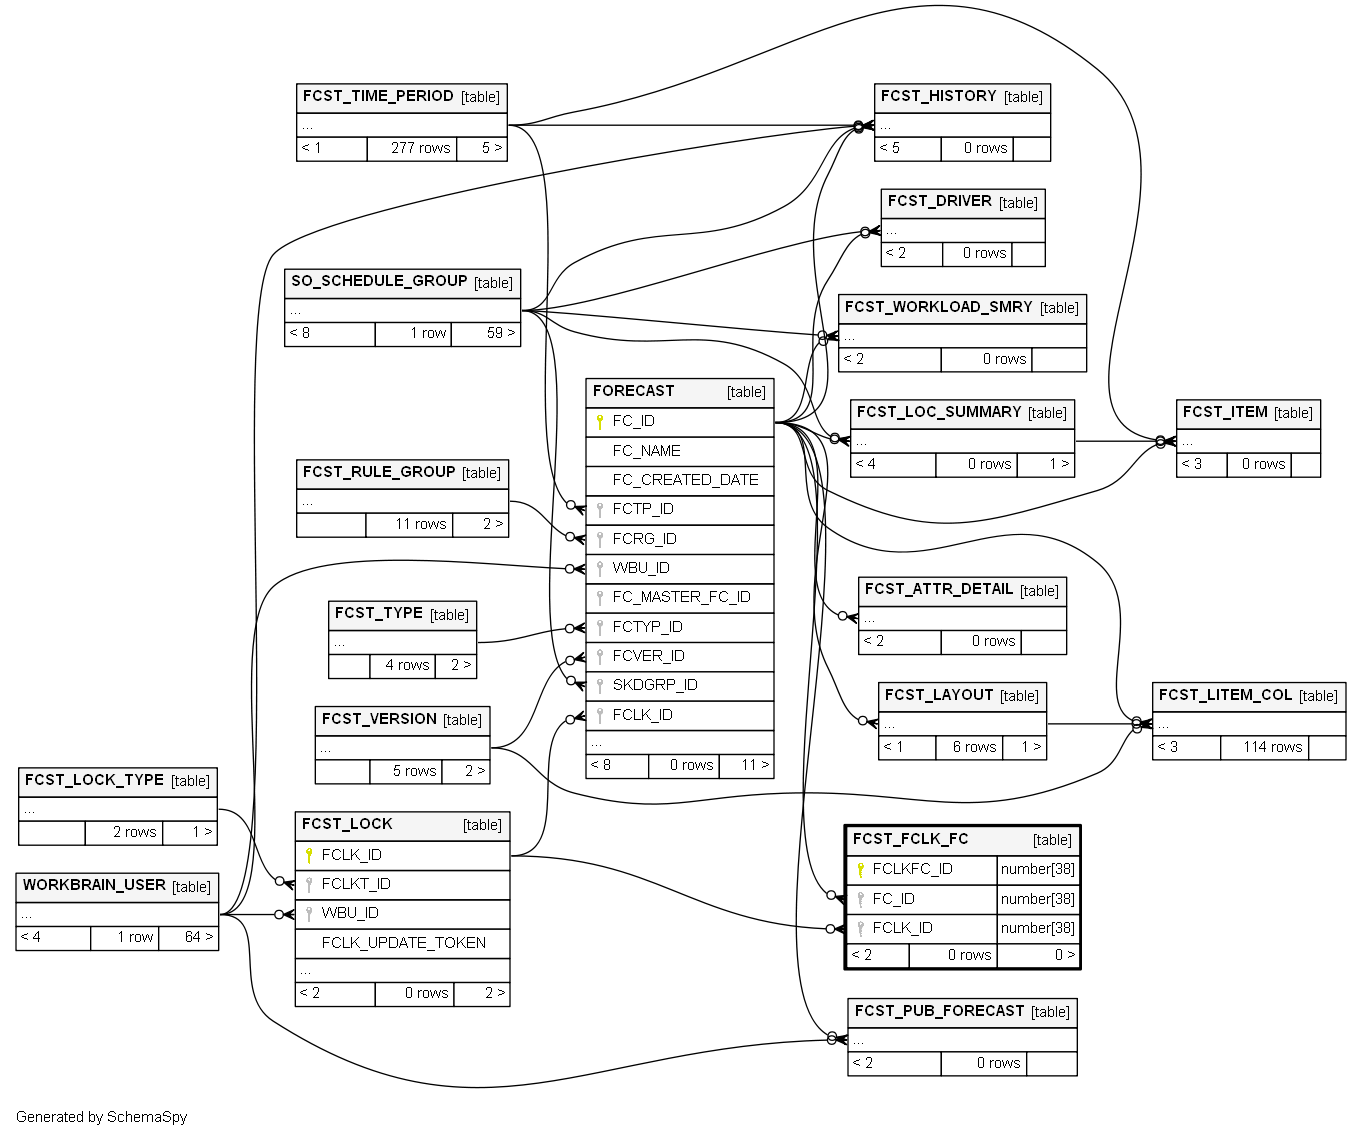 FCST_TIME_PERIOD [table]
...
< 1 277 rows 5 >
FCST_HISTORY [table]
...
< 5 0 rows
FCST_DRIVER [table]
...
< 2 0 rows
SO_SCHEDULE_GROUP [table]
...
< 8 1 row 59 >
FCST_WORKLOAD_SMRY [table]
...
< 2 0 rows
FORECAST [table]
FC_ID
FC_NAME
FC_CREATED_DATE
FCTP_ID
FCRG_ID
WBU_ID
FC_MASTER_FC_ID
FCTYP_ID
FCVER_ID
SKDGRP_ID
FCLK_ID
...
< 8 0 rows 11 >
FCST_LOC_SUMMARY [table]
...
< 4 0 rows 1 >
FCST_ITEM [table]
...
< 3 0 rows
FCST_RULE_GROUP [table]
...
11 rows 2 >
FCST_ATTR_DETAIL [table]
...
< 2 0 rows
FCST_TYPE [table]
...
4 rows 2 >
FCST_LAYOUT [table]
...
< 1 6 rows 1 >
FCST_LITEM_COL [table]
...
< 3 114 rows
FCST_VERSION [table]
...
5 rows 2 >
FCST_LOCK_TYPE [table]
...
2 rows 1 >
FCST_LOCK [table]
FCLK_ID
FCLKT_ID
WBU_ID
FCLK_UPDATE_TOKEN
...
< 2 0 rows 2 >
FCST_FCLK_FC [table]
FCLKFC_ID number[38]
FC_ID number[38]
FCLK_ID number[38]
< 2 0 rows 0 >
WORKBRAIN_USER [table]
...
< 4 1 row 64 >
FCST_PUB_FORECAST [table]
...
< 2 0 rows
Generated by SchemaSpy